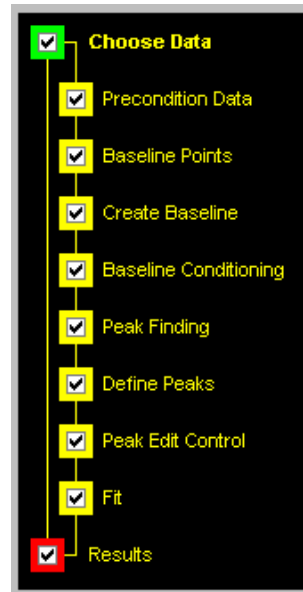 Choose Data
Precondition Data
Baseline Points
Create Baseline
Baseline Conditioning
Peak Finding
Define Peaks
Peak Edit Control
Fit
Results